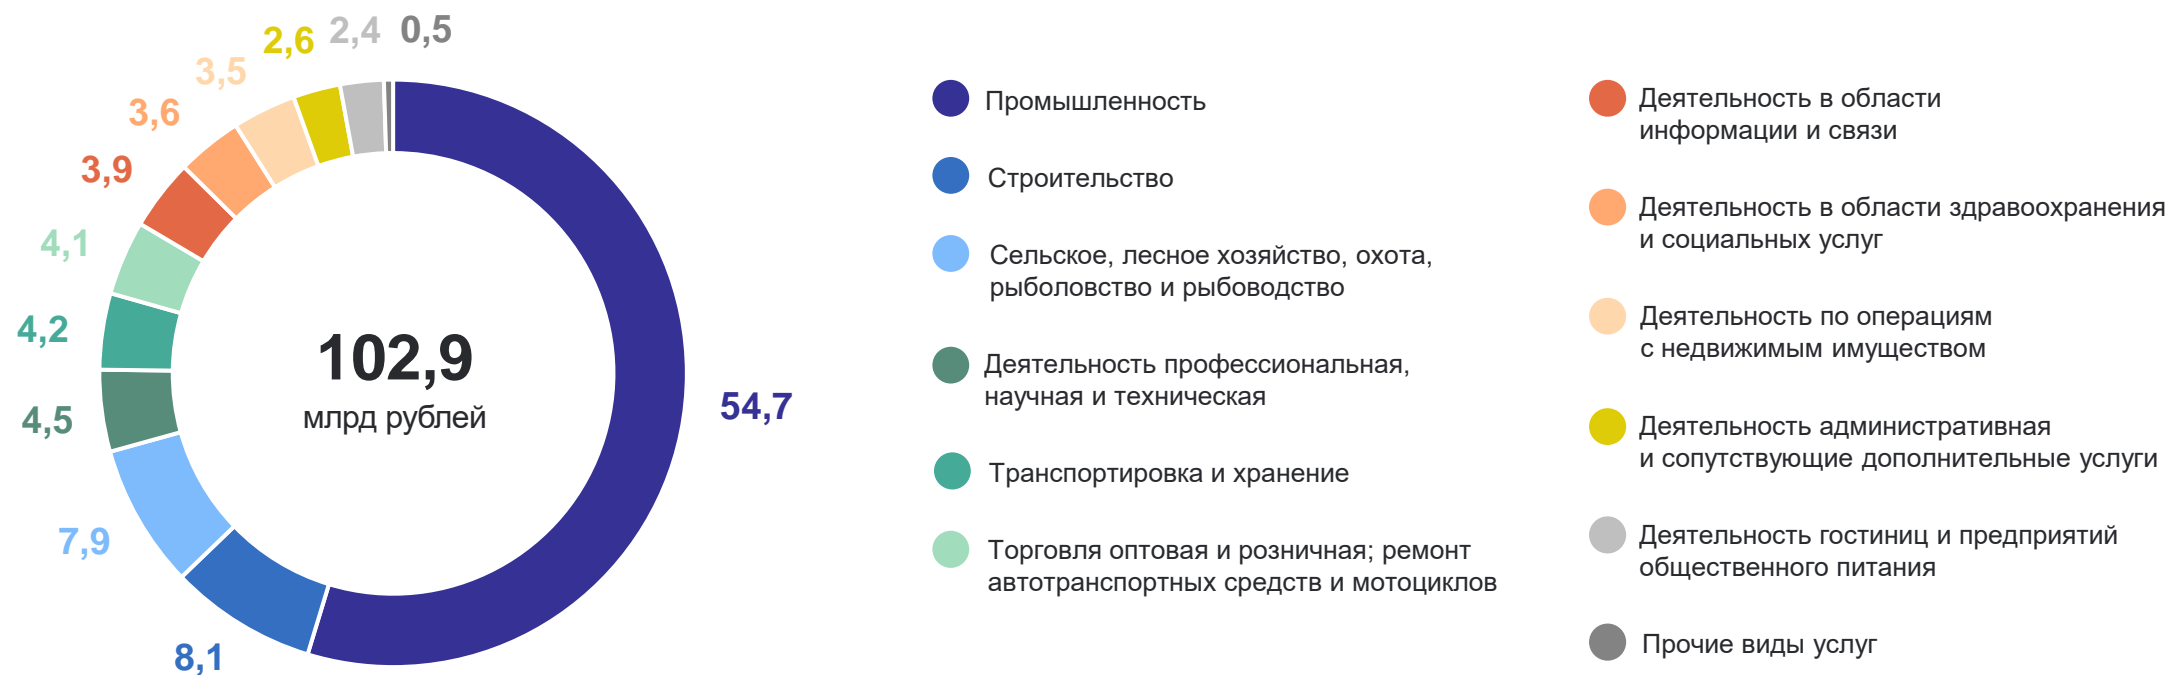 2,6
2,4
0,5
3,5
3,6
3,9
4,1
4,2
4,5
7,9
8,1
54,7
102,9
млрд рублей
Промышленность
Строительство
Сельское, лесное хозяйство, охота,
рыболовство и рыбоводство
Деятельность профессиональная,
научная и техническая
Транспортировка и хранение
Торговля оптовая и розничная; ремонт
автотранспортных средств и мотоциклов
Деятельность в области
информации и связи
Деятельность в области здравоохранения
и социальных услуг
Деятельность по операциям
с недвижимым имуществом
Деятельность административная
и сопутствующие дополнительные услуги
Деятельность гостиниц и предприятий
общественного питания
Прочие виды услуг